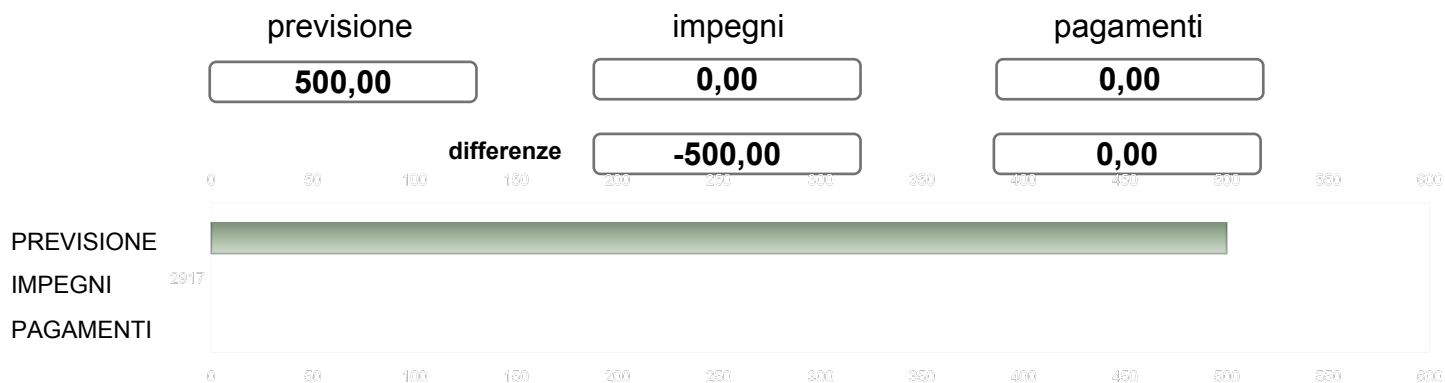 previsione impegni pagamenti
500,00 0,00 0,00
differenze -500,00 0,00
0 50 100 150 200 250 300 350 400 450 500 550 600
PREVISIONE
IMPEGNI 2917
PAGAMENTI
0 50 100 150 200 250 300 350 400 450 500 550 600